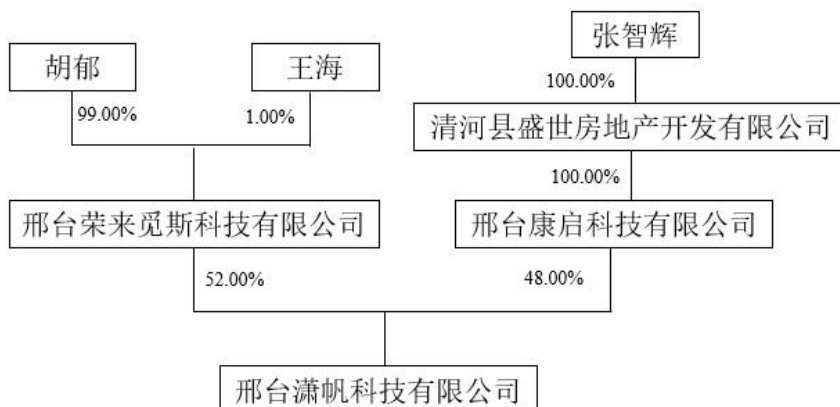 张智辉
胡郁
王海
100.00%
99.00%
1.00%
清河县盛世房地产开发有限公司
100.00%
邢台荣来觅斯科技有限公司
邢台康启科技有限公司
52.00%
48.00%
邢台潇帆科技有限公司